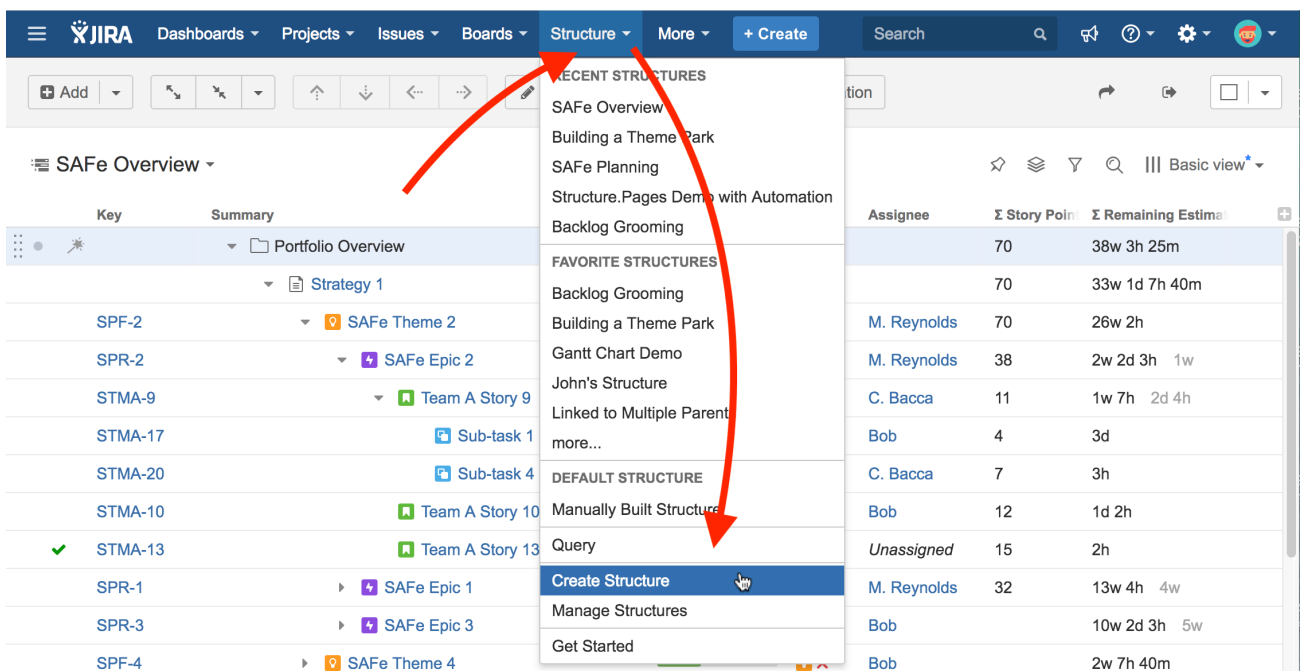 JIRA Dashboards Projects Issues Boards Structure More + Create Search
Add
tion
RECENT STRUCTURES
SAFe Overview
Building a Theme Park
SAFe Planning
Structure.Pages Demo with Automation
Backlog Grooming
FAVORITE STRUCTURES
Backlog Grooming
Building a Theme Park
Gantt Chart Demo
John's Structure
Linked to Multiple Parent
more...
DEFAULT STRUCTURE
Manually Built Structure
Query
Create Structure
Manage Structures
Get Started
SAFe Overview
Basic view*
Key Summary Assignee Σ Story Poin Σ Remaining Estima
Portfolio Overview 70 38w 3h 25m
Strategy 1 70 33w 1d 7h 40m
SPF-2 SAFe Theme 2 M. Reynolds 70 26w 2h
SPR-2 SAFe Epic 2 M. Reynolds 38 2w 2d 3h 1w
STMA-9 Team A Story 9 C. Bacca 11 1w 7h 2d 4h
STMA-17 Sub-task 1 Bob 4 3d
STMA-20 Sub-task 4 C. Bacca 7 3h
STMA-10 Team A Story 10 Bob 12 1d 2h
STMA-13 Team A Story 13 Unassigned 15 2h
SPR-1 SAFe Epic 1 M. Reynolds 32 13w 4h 4w
SPR-3 SAFe Epic 3 Bob 10w 2d 3h 5w
SPF-4 SAFe Theme 4 Bob 2w 7h 40m